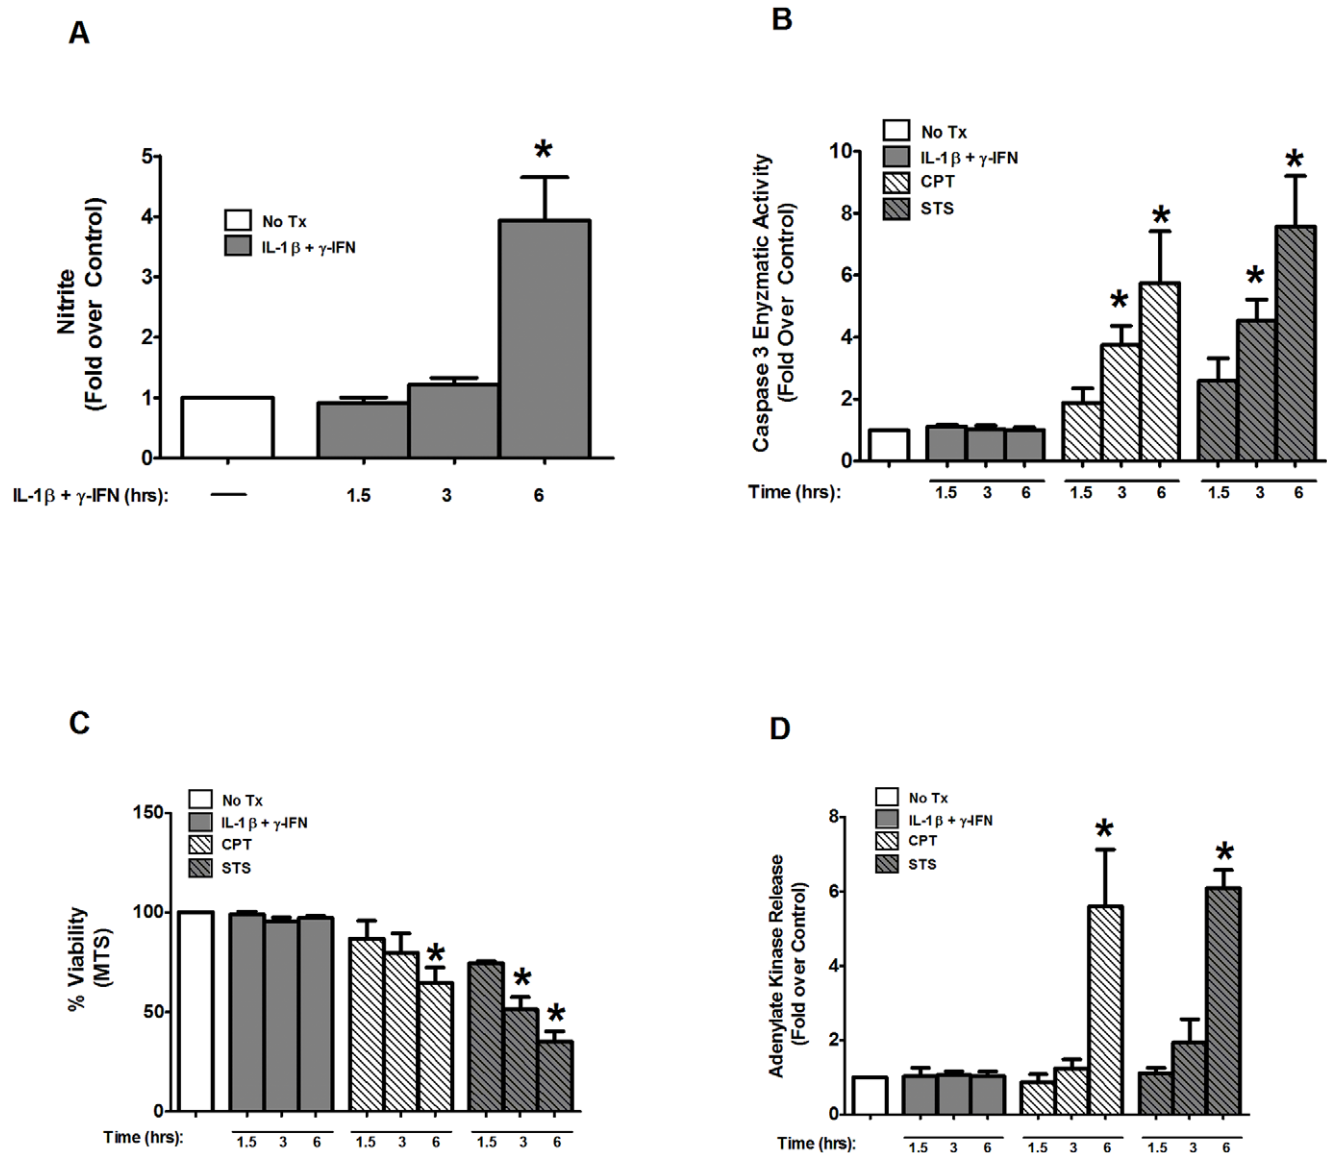 A
Nitrite
(Fold over Control)
5
4
3
2
1
0
*
No Tx
IL-1β + γ-IFN
IL-1β + γ-IFN (hrs):
1.5 3 6
B
Caspase 3 Enyzmatic Activity
(Fold Over Control)
No Tx
IL-1β + γ-IFN
CPT
STS
10
8
6
4
2
0
* * * *
Time (hrs):
1.5 3 6 1.5 3 6 1.5 3 6
C
% Viability
(MTS)
No Tx
IL-1β + γ-IFN
CPT
STS
150
100
50
0
* * *
Time (hrs):
1.5 3 6 1.5 3 6 1.5 3 6
D
Adenylate Kinase Release
(Fold over Control)
No Tx
IL-1β + γ-IFN
CPT
STS
8
6
4
2
0
* *
Time (hrs):
1.5 3 6 1.5 3 6 1.5 3 6